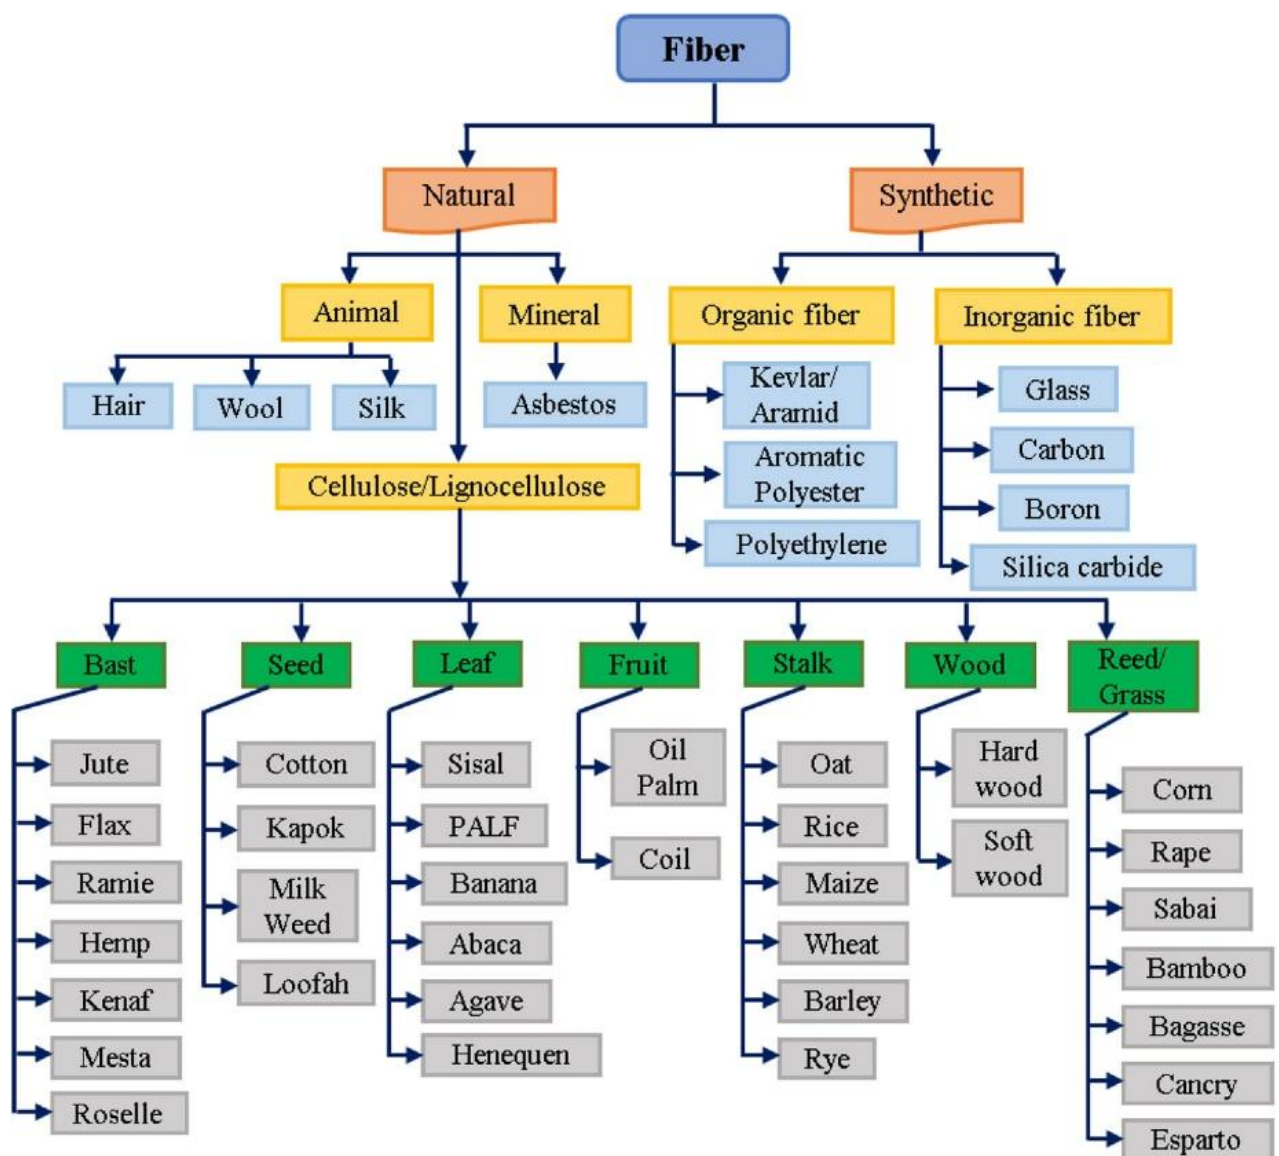 Fiber
Natural
Synthetic
Animal
Mineral
Organic fiber
Inorganic fiber
Hair
Wool
Silk
Asbestos
Kevlar/
Aramid
Aromatic
Polyester
Polyethylene
Glass
Carbon
Boron
Silica carbide
Cellulose/Lignocellulose
Bast
Seed
Leaf
Fruit
Stalk
Wood
Reed/
Grass
Jute
Flax
Ramie
Hemp
Kenaf
Mesta
Roselle
Cotton
Kapok
Milk
Weed
Loofah
Sisal
PALF
Banana
Abaca
Agave
Henequen
Oil
Palm
Coil
Oat
Rice
Maize
Wheat
Barley
Rye
Hard
wood
Soft
wood
Corn
Rape
Sabai
Bamboo
Bagasse
Cancry
Esparto